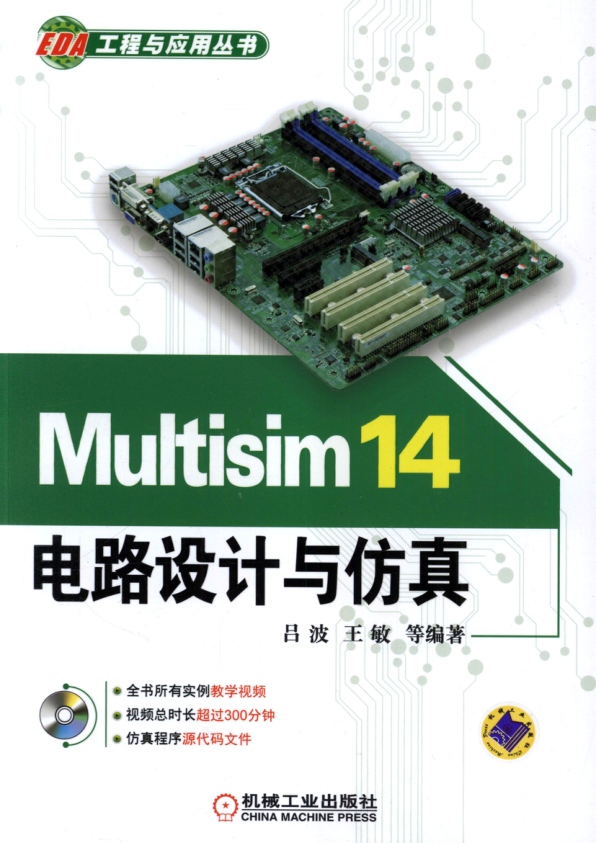 EDA 工程与应用丛书
Multisim 14
电路设计与仿真
吕波 王敏 等编著
全书所有实例教学视频
视频总时长超过300分钟
仿真程序源代码文件
机械工业出版社
CHINA MACHINE PRESS